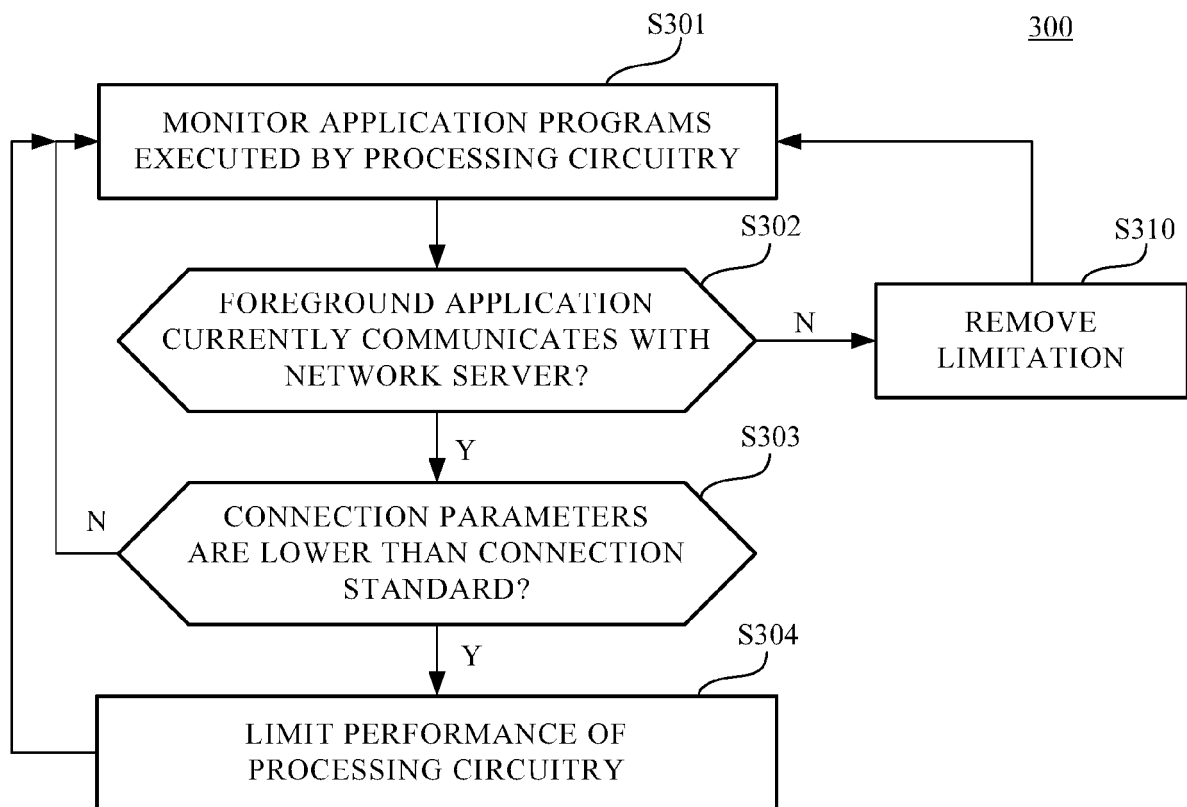 300
S301
MONITOR APPLICATION PROGRAMS
EXECUTED BY PROCESSING CIRCUITRY
S302
FOREGROUND APPLICATION
CURRENTLY COMMUNICATES WITH
NETWORK SERVER?
N
S310
REMOVE
LIMITATION
Y
S303
CONNECTION PARAMETERS
ARE LOWER THAN CONNECTION
STANDARD?
N
Y
S304
LIMIT PERFORMANCE OF
PROCESSING CIRCUITRY